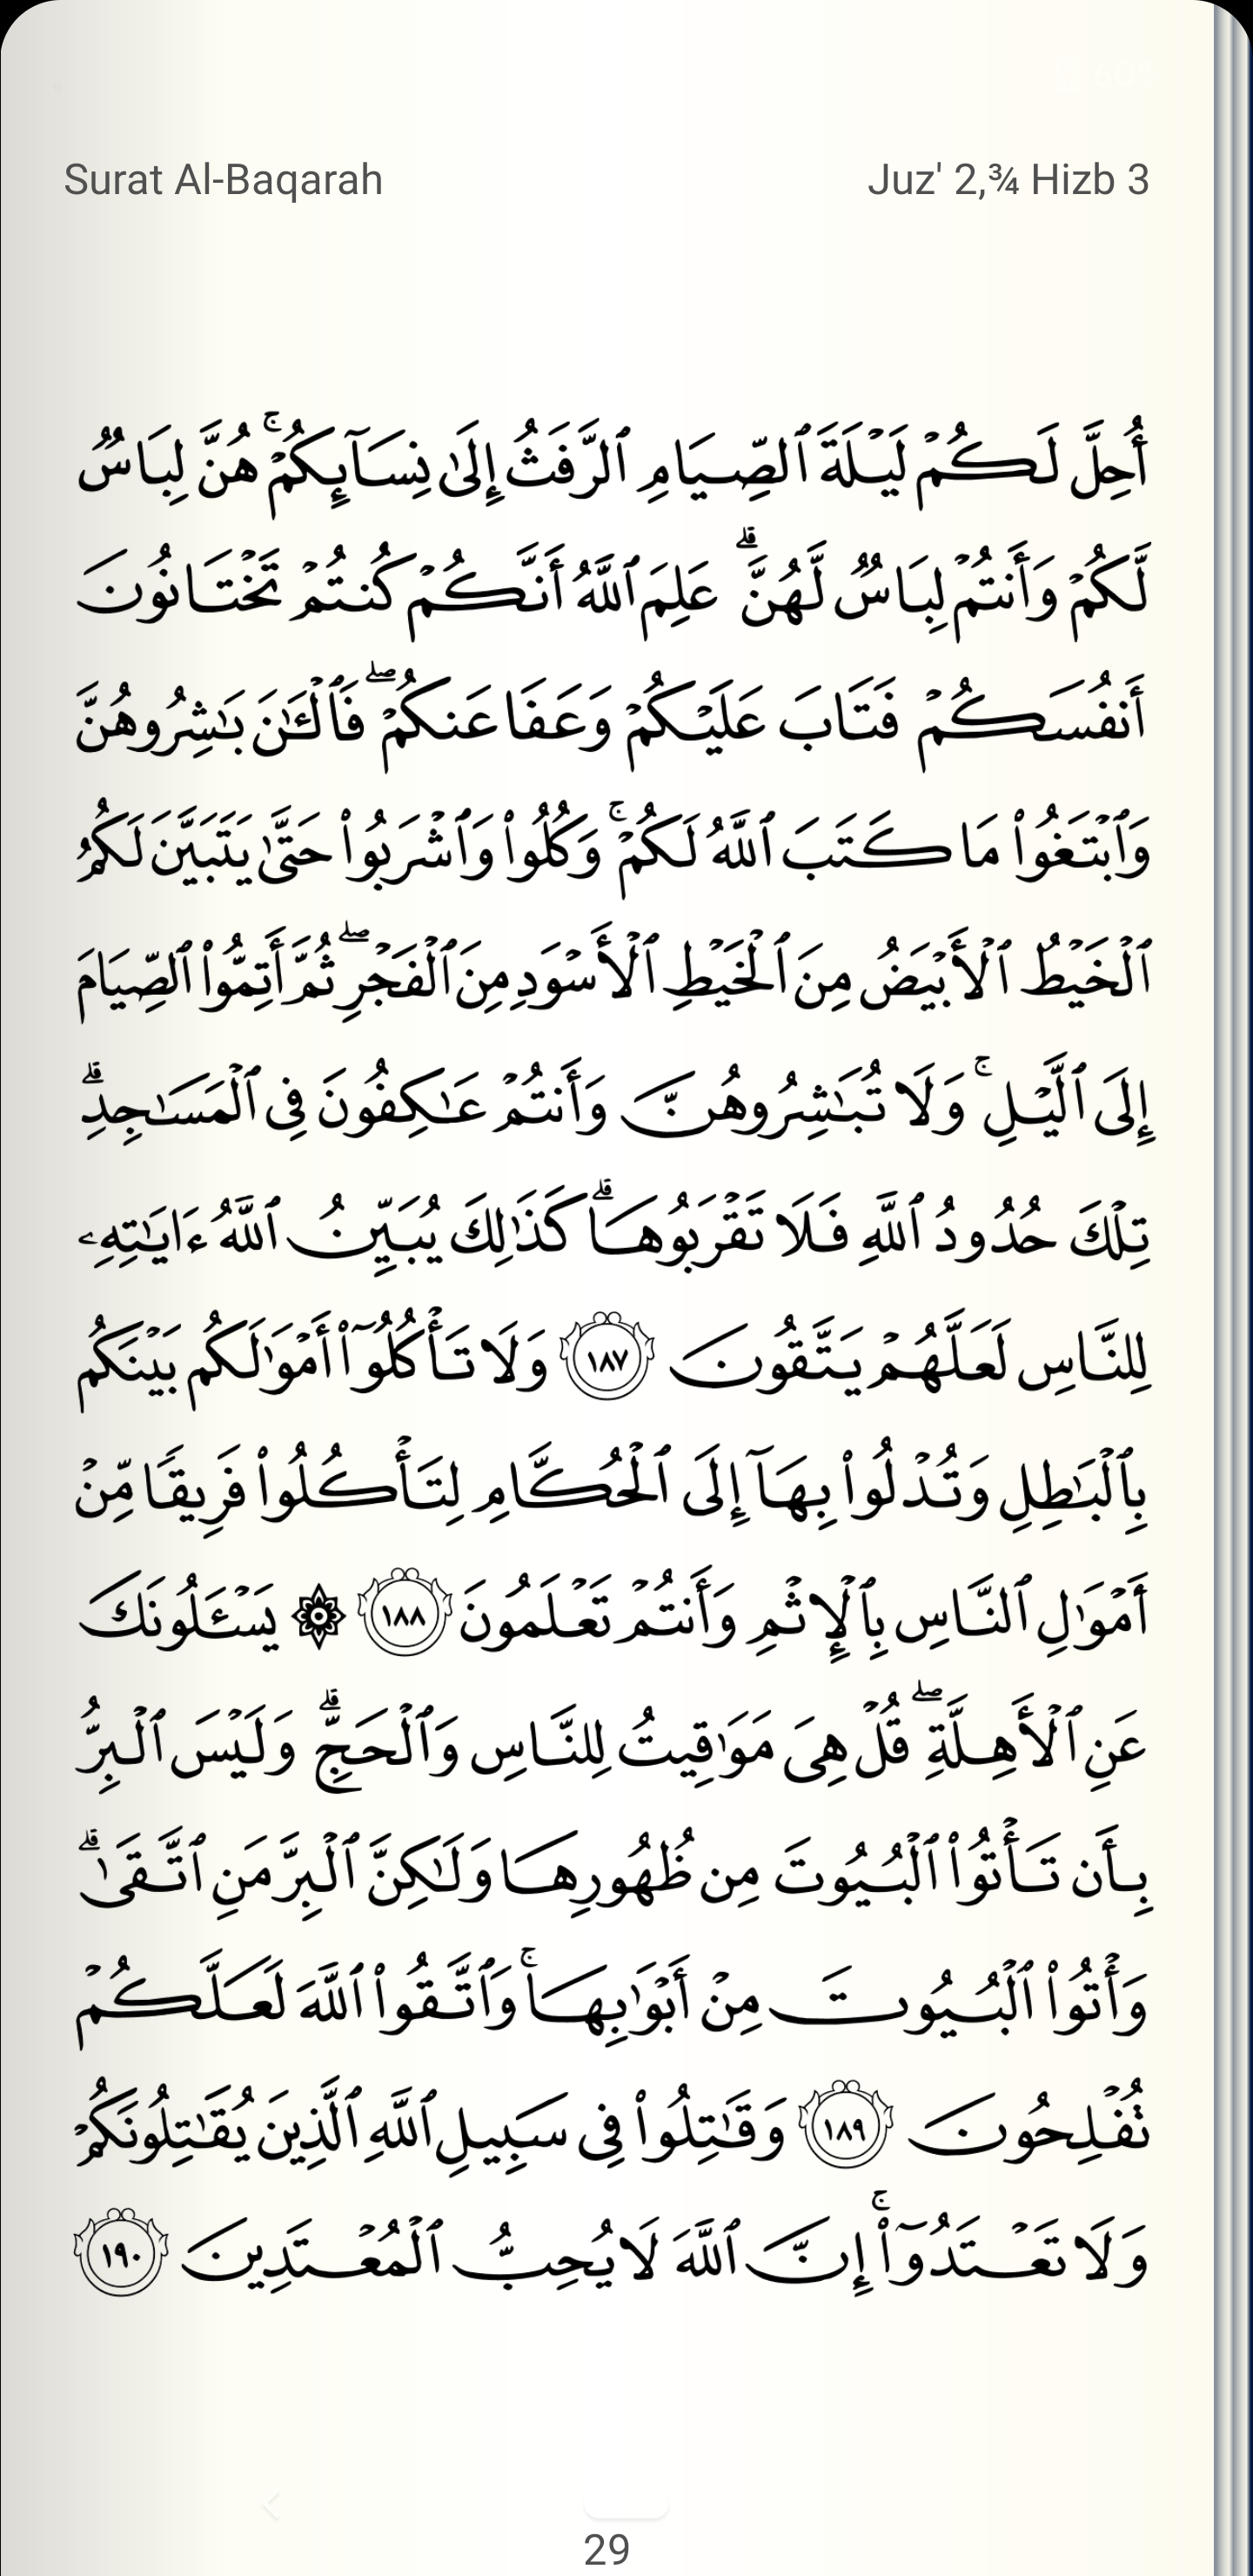 Surat Al-Baqarah
Juz' 2,¾ Hizb 3
أُحِلَّ لَكُمۡ لَيۡلَةَ ٱلصِّيَامِ ٱلرَّفَثُ إِلَىٰ نِسَآئِكُمۡۚ هُنَّ لِبَاسٞ
لَّكُمۡ وَأَنتُمۡ لِبَاسٞ لَّهُنَّۗ عَلِمَ ٱللَّهُ أَنَّكُمۡ كُنتُمۡ تَخۡتَانُونَ
أَنفُسَكُمۡ فَتَابَ عَلَيۡكُمۡ وَعَفَا عَنكُمۡۖ فَٱلۡـَٰٔنَ بَٰشِرُوهُنَّ
وَٱبۡتَغُواْ مَا كَتَبَ ٱللَّهُ لَكُمۡۚ وَكُلُواْ وَٱشۡرَبُواْ حَتَّىٰ يَتَبَيَّنَ لَكُمُ
ٱلۡخَيۡطُ ٱلۡأَبۡيَضُ مِنَ ٱلۡخَيۡطِ ٱلۡأَسۡوَدِ مِنَ ٱلۡفَجۡرِۖ ثُمَّ أَتِمُّواْ ٱلصِّيَامَ
إِلَى ٱلَّيۡلِۚ وَلَا تُبَٰشِرُوهُنَّ وَأَنتُمۡ عَٰكِفُونَ فِي ٱلۡمَسَٰجِدِۗ
تِلۡكَ حُدُودُ ٱللَّهِ فَلَا تَقۡرَبُوهَاۗ كَذَٰلِكَ يُبَيِّنُ ٱللَّهُ ءَايَٰتِهِۦ
لِلنَّاسِ لَعَلَّهُمۡ يَتَّقُونَ ١٨٧ وَلَا تَأۡكُلُوٓاْ أَمۡوَٰلَكُم بَيۡنَكُم
بِٱلۡبَٰطِلِ وَتُدۡلُواْ بِهَآ إِلَى ٱلۡحُكَّامِ لِتَأۡكُلُواْ فَرِيقٗا مِّنۡ
أَمۡوَٰلِ ٱلنَّاسِ بِٱلۡإِثۡمِ وَأَنتُمۡ تَعۡلَمُونَ ١٨٨ ۞ يَسۡـَٔلُونَكَ
عَنِ ٱلۡأَهِلَّةِۖ قُلۡ هِيَ مَوَٰقِيتُ لِلنَّاسِ وَٱلۡحَجِّۗ وَلَيۡسَ ٱلۡبِرُّ
بِأَن تَأۡتُواْ ٱلۡبُيُوتَ مِن ظُهُورِهَا وَلَٰكِنَّ ٱلۡبِرَّ مَنِ ٱتَّقَىٰۗ
وَأۡتُواْ ٱلۡبُيُوتَ مِنۡ أَبۡوَٰبِهَاۚ وَٱتَّقُواْ ٱللَّهَ لَعَلَّكُمۡ
تُفۡلِحُونَ ١٨٩ وَقَٰتِلُواْ فِي سَبِيلِ ٱللَّهِ ٱلَّذِينَ يُقَٰتِلُونَكُمۡ
وَلَا تَعۡتَدُوٓاْۚ إِنَّ ٱللَّهَ لَا يُحِبُّ ٱلۡمُعۡتَدِينَ ١٩٠
29